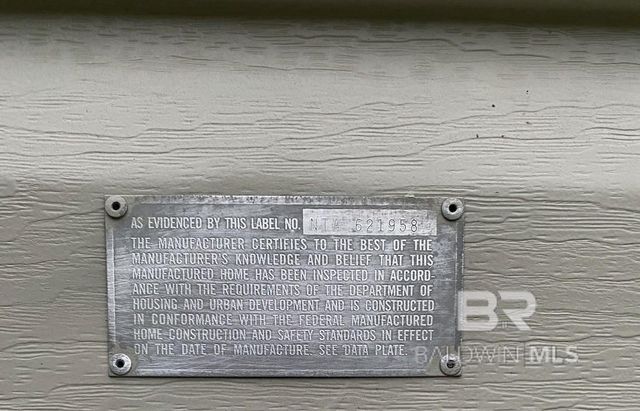 AS EVIDENCED BY THIS LABEL NO. NTA 621958
THE MANUFACTURER CERTIFIES TO THE BEST OF THE
MANUFACTURER'S KNOWLEDGE AND BELIEF THAT THIS
MANUFACTURED HOME HAS BEEN INSPECTED IN ACCORD-
ANCE WITH THE REQUIREMENTS OF THE DEPARTMENT OF
HOUSING AND URBAN DEVELOPMENT AND IS CONSTRUCTED
IN CONFORMANCE WITH THE FEDERAL MANUFACTURED
HOME CONSTRUCTION AND SAFETY STANDARDS IN EFFECT
ON THE DATE OF MANUFACTURE. SEE DATA PLATE.
BR
BALDWIN MLS